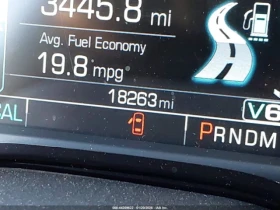 3445.8 mi
Avg. Fuel Economy
19.8 mpg
18263 mi
V6
PRNDM